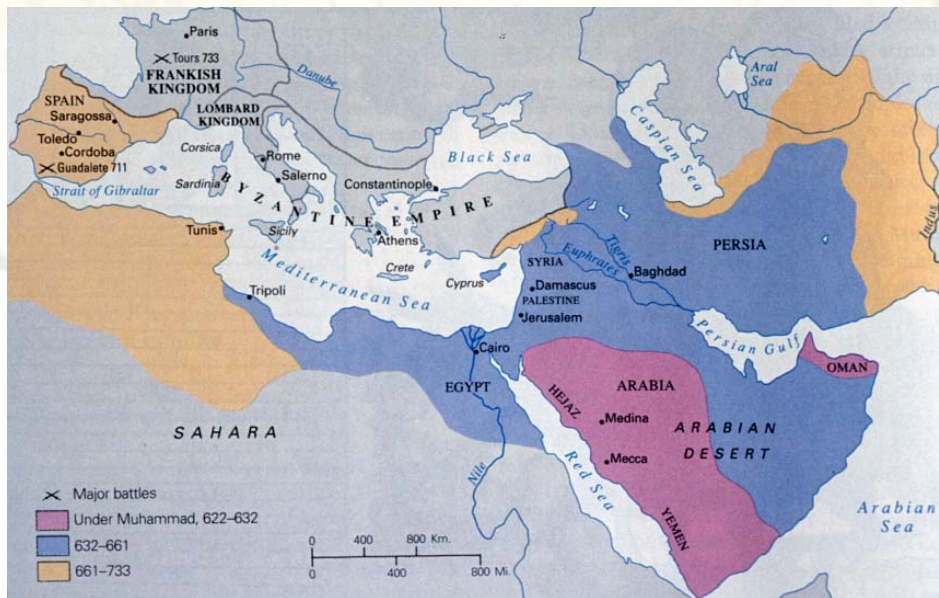 Paris
Tours 733
FRANKISH
KINGDOM
Danube
Aral
Sea
Caspian Sea
SPAIN
Saragossa
LOMBARD
KINGDOM
Toledo
Cordoba
Guadalete 711
Corsica
Rome
Black Sea
Strait of Gibraltar
Sardinia
Salerno
Constantinople
BYZANTINE EMPIRE
Indus
Tunis
Sicily
Athens
PERSIA
Tigris
SYRIA
Euphrates
Baghdad
Mediterranean Sea
Crete
Cyprus
Damascus
PALESTINE
Tripoli
Jerusalem
Persian Gulf
Cairo
OMAN
EGYPT
HEJAZ
ARABIA
Medina
ARABIAN
DESERT
SAHARA
Mecca
Nile
Red Sea
YEMEN
Arabian
Sea
Major battles
Under Muhammad, 622–632
632–661
661–733
0 400 800 Km.
0 400 800 Mi.